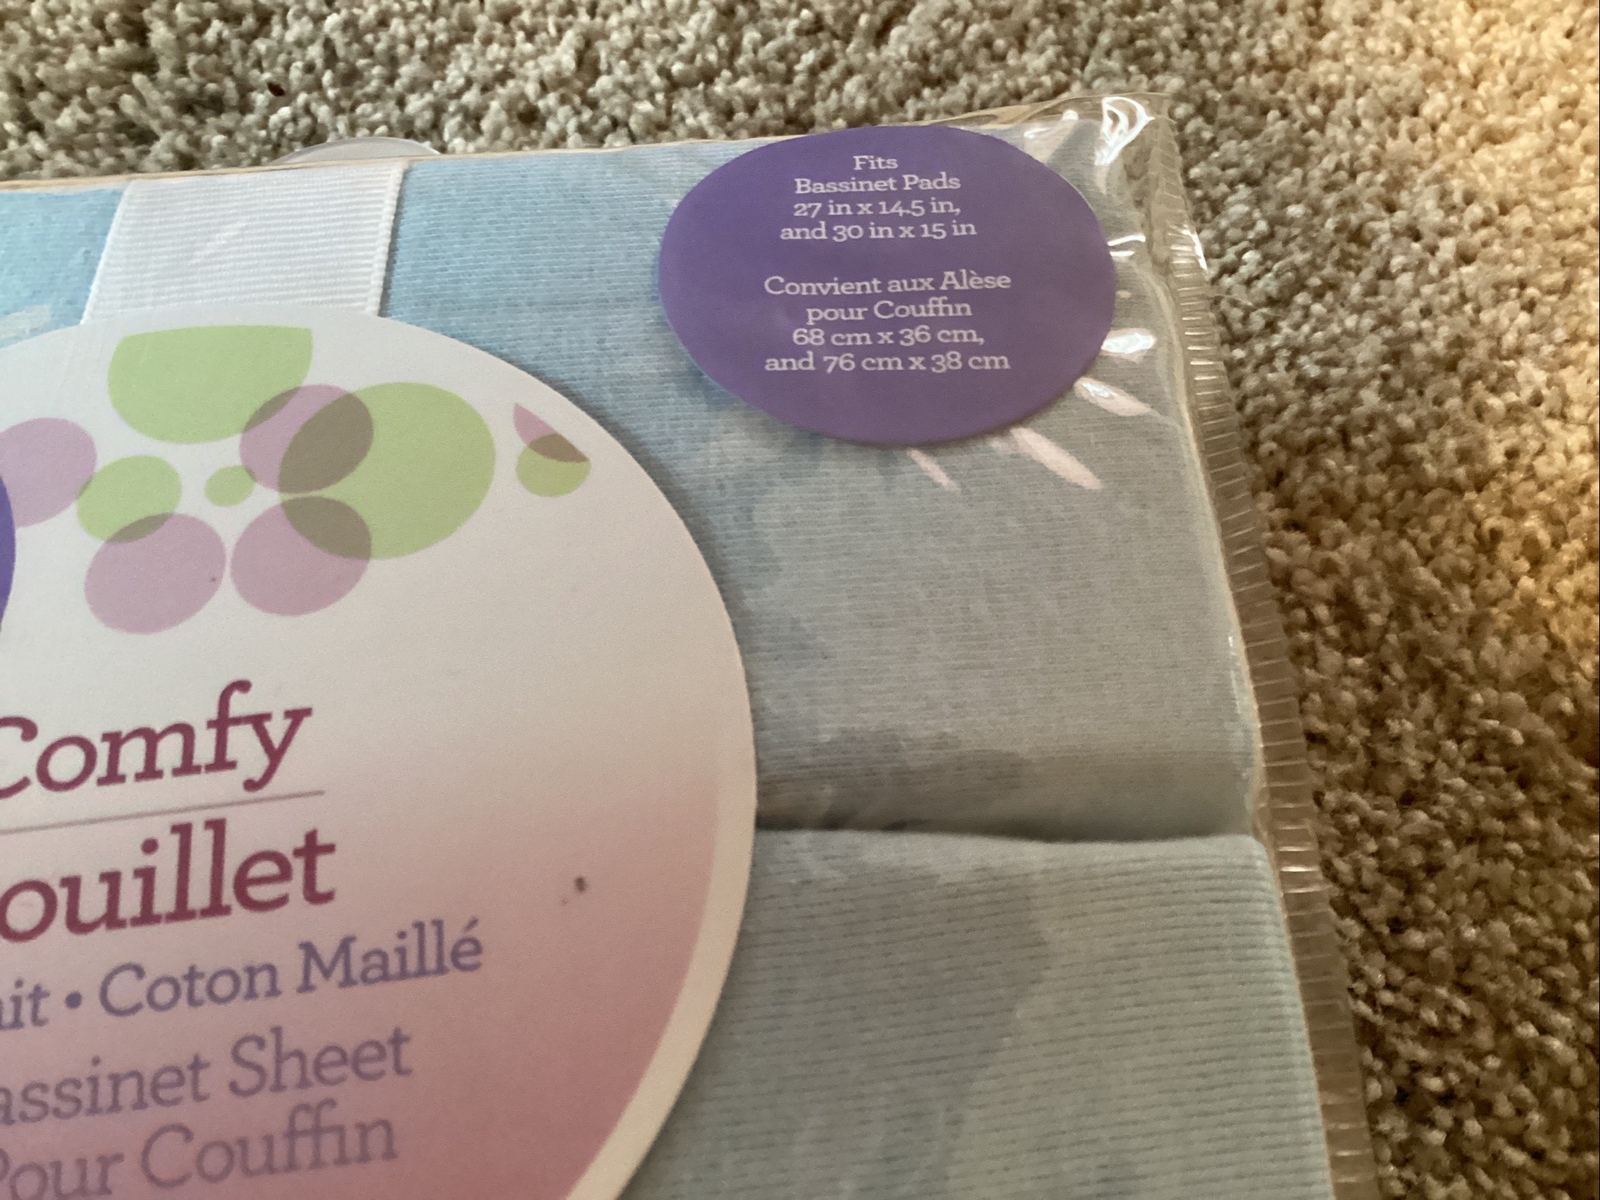 Fits
Bassinet Pads
27 in x 14.5 in,
and 30 in x 15 in
Convient aux Alèse
pour Couffin
68 cm x 36 cm,
and 76 cm x 38 cm
Comfy
ouillet
it • Coton Maillé
assinet Sheet
Pour Couffin